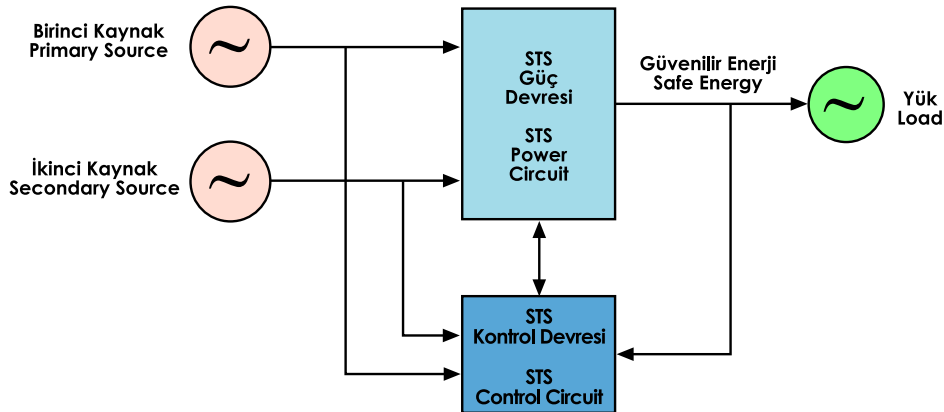 Birinci Kaynak
Primary Source
STS
Güç
Devresi
STS
Power
Circuit
Güvenilir Enerji
Safe Energy
Yük
Load
İkinci Kaynak
Secondary Source
STS
Kontrol Devresi
STS
Control Circuit